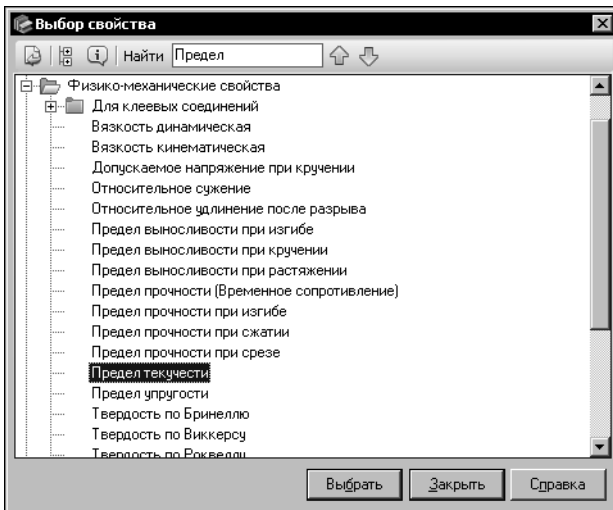 Выбор свойства
Найти Предел
Физико-механические свойства
Для клеевых соединений
Вязкость динамическая
Вязкость кинематическая
Допускаемое напряжение при кручении
Относительное сужение
Относительное удлинение после разрыва
Предел выносливости при изгибе
Предел выносливости при кручении
Предел выносливости при растяжении
Предел прочности (Временное сопротивление)
Предел прочности при изгибе
Предел прочности при сжатии
Предел прочности при срезе
Предел текучести
Предел упругости
Твердость по Бринеллю
Твердость по Виккерсу
Твердость по Роквеллу
Выбрать Закрыть Справка